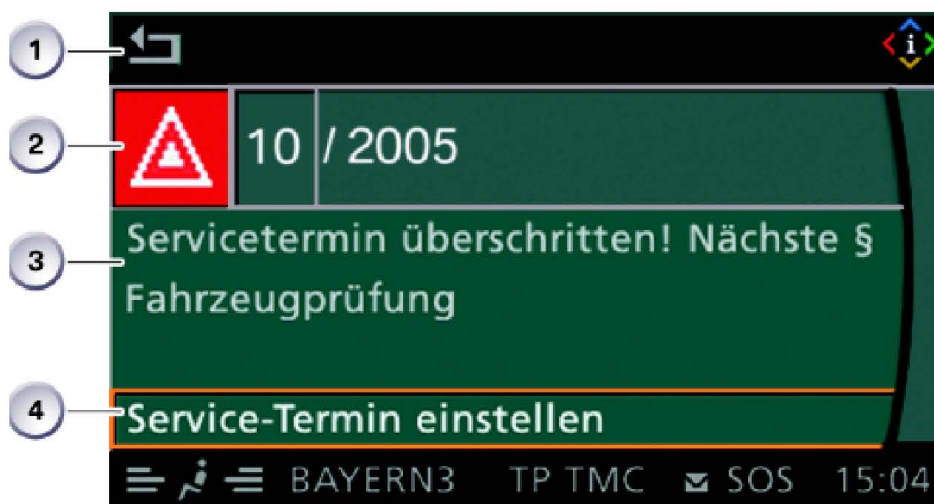 1
2
10 / 2005
3
Servicetermin überschritten! Nächste §
Fahrzeugprüfung
4
Service-Termin einstellen
BAYERN3 TP TMC SOS 15:04